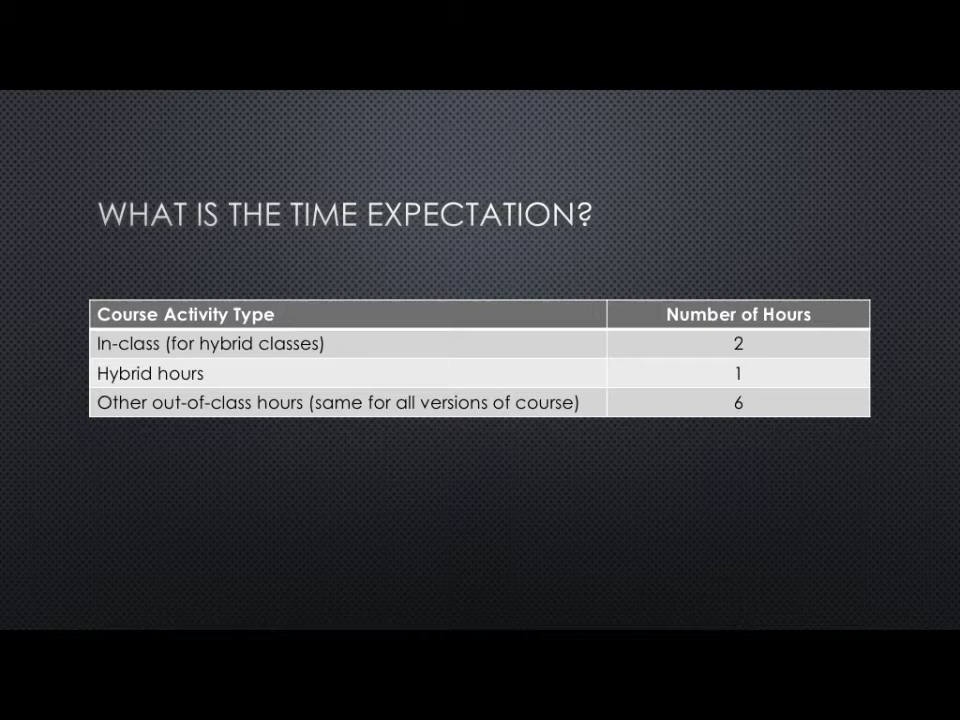 WHAT IS THE TIME EXPECTATION?
Course Activity Type Number of Hours
In-class (for hybrid classes) 2
Hybrid hours 1
Other out-of-class hours (same for all versions of course) 6